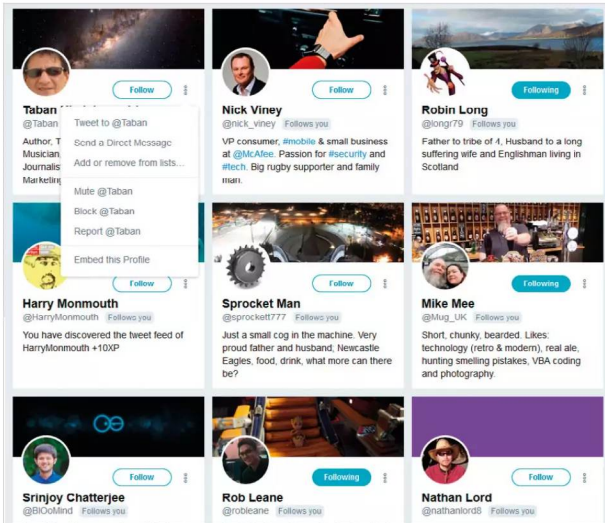 Follow
Follow
Following
Taban
Nick Viney
Robin Long
@Taban
@nick_viney Follows you
@longr79 Follows you
Tweet to @Taban
Send a Direct Message
Add or remove from lists...
Mute @Taban
Block @Taban
Report @Taban
Embed this Profile
Author, T
Musician,
Journalis
Marketing
VP consumer, #mobile & small business
at @McAfee. Passion for #security and
#tech. Big rugby supporter and family
man.
Father to tribe of 4, Husband to a long
suffering wife and Englishman living in
Scotland
Follow
Follow
Following
Harry Monmouth
@HarryMonmouth Follows you
You have discovered the tweet feed of
HarryMonmouth +10XP
Sprocket Man
@sprockett777 Follows you
Just a small cog in the machine. Very
proud father and husband, Newcastle
Eagles, food, drink, what more can there
be?
Mike Mee
@Mug_UK Follows you
Short, chunky, bearded. Likes:
technology (retro & modern), real ale,
hunting smelling pistakes, VBA coding
and photography.
Follow
Following
Follow
Srinjoy Chatterjee
@BiOoMind Follows you
Rob Leane
@robleane Follows you
Nathan Lord
@nathanlord8 Follows you